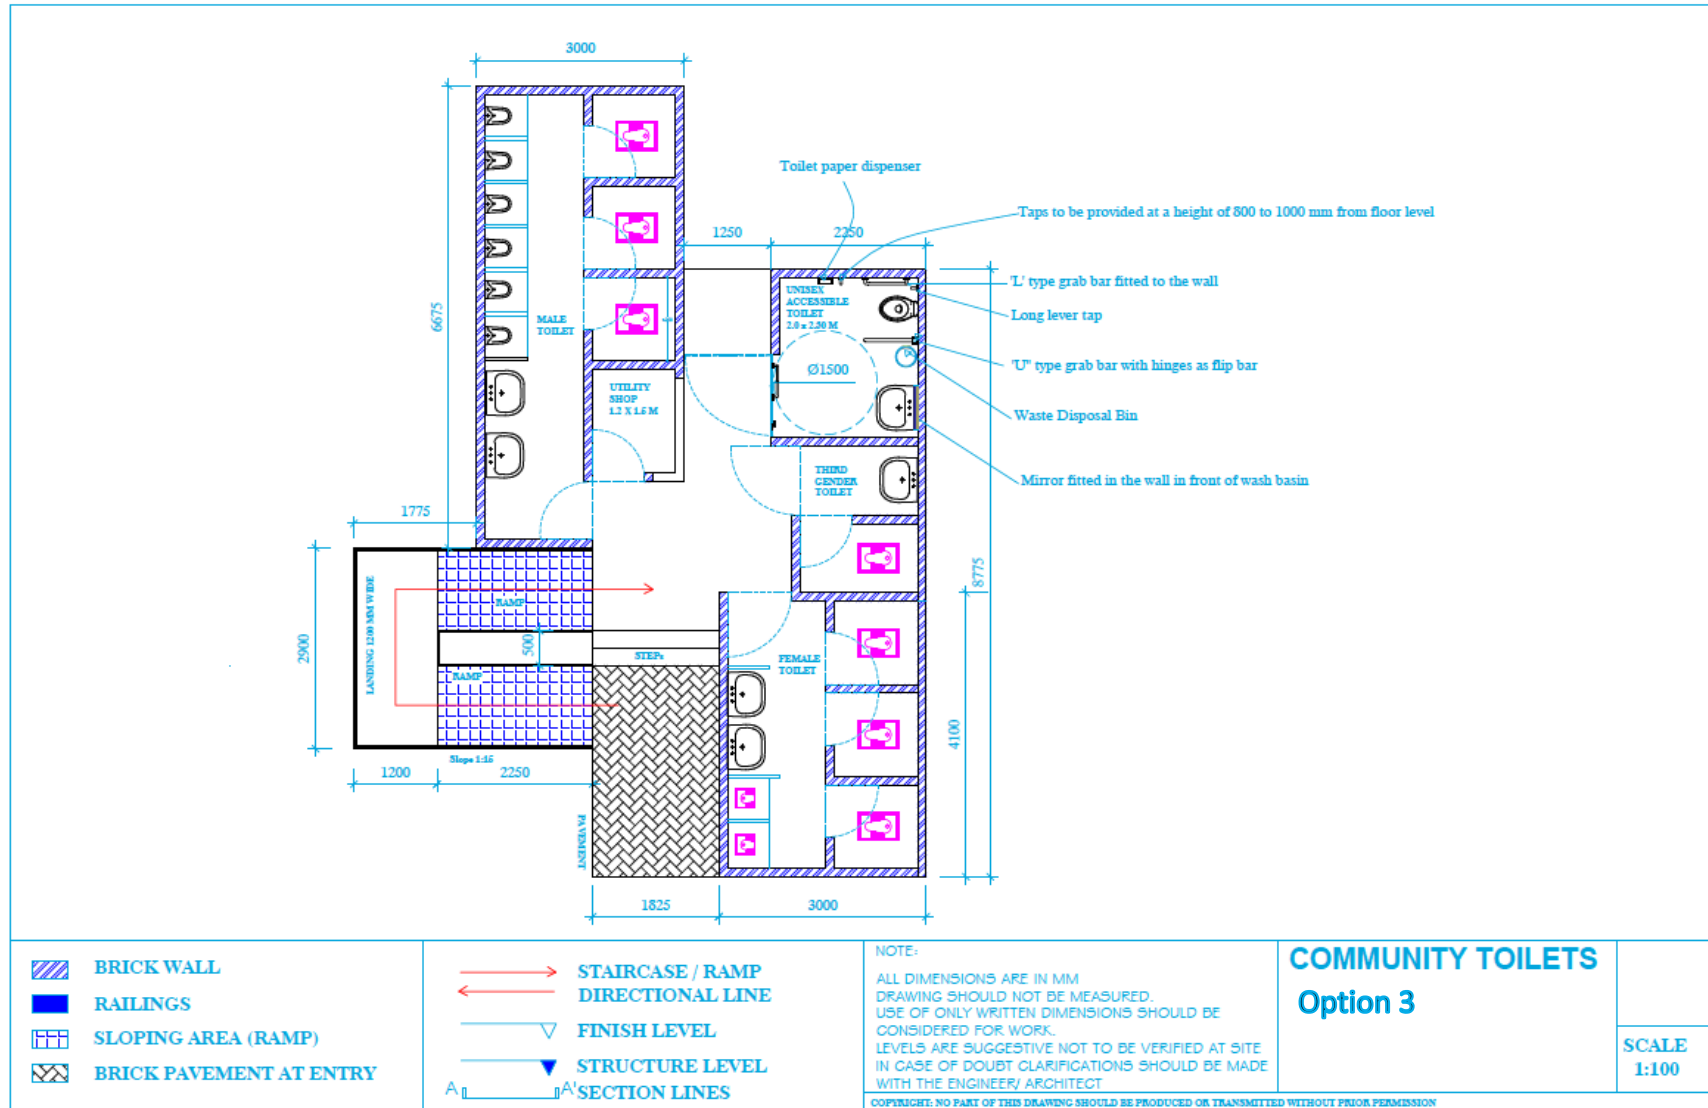 3000
Toilet paper dispenser
Taps to be provided at a height of 800 to 1000 mm from floor level
1250
2250
'L' type grab bar fitted to the wall
UNISEX
ACCESSIBLE
TOILET
2.0 x 2.30 M
Long lever tap
6675
MALE
TOILET
'U" type grab bar with hinges as flip bar
Ø1500
UTILITY
SHOP
1.2 X 1.5 M
Waste Disposal Bin
THIRD
GENDER
TOILET
Mirror fitted in the wall in front of wash basin
1775
8775
LANDING 1200 MM WIDE
RAMP
2900
500
STEPs
FEMALE
TOILET
RAMP
4100
Slope 1:15
1200
2250
PAVEMENT
1825
3000
BRICK WALL
RAILINGS
SLOPING AREA (RAMP)
BRICK PAVEMENT AT ENTRY
STAIRCASE / RAMP
DIRECTIONAL LINE
FINISH LEVEL
STRUCTURE LEVEL
A A' SECTION LINES
NOTE:
ALL DIMENSIONS ARE IN MM
DRAWING SHOULD NOT BE MEASURED.
USE OF ONLY WRITTEN DIMENSIONS SHOULD BE
CONSIDERED FOR WORK.
LEVELS ARE SUGGESTIVE NOT TO BE VERIFIED AT SITE
IN CASE OF DOUBT CLARIFICATIONS SHOULD BE MADE
WITH THE ENGINEER/ ARCHITECT
COPYRIGHT: NO PART OF THIS DRAWING SHOULD BE PRODUCED OR TRANSMITTED WITHOUT PRIOR PERMISSION
COMMUNITY TOILETS
Option 3
SCALE
1:100